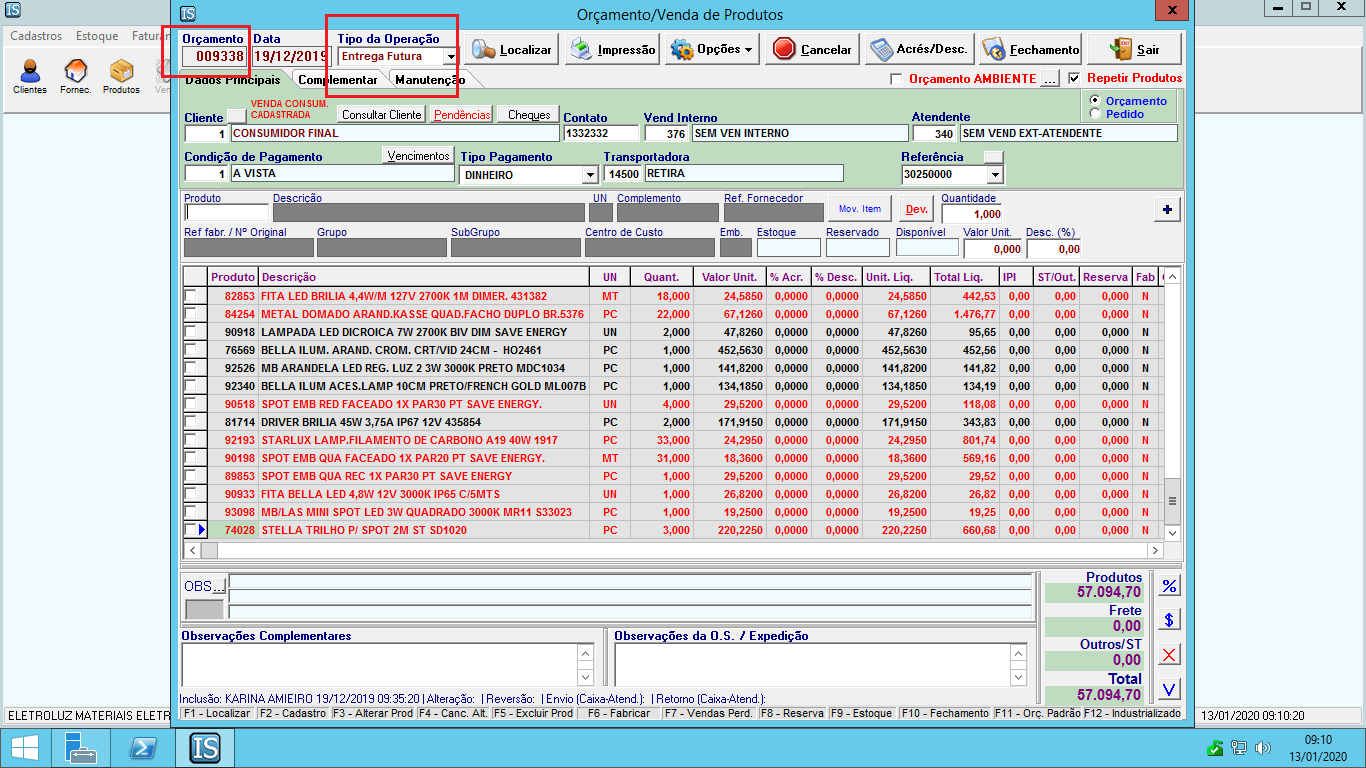 IS
IS Orçamento/Venda de Produtos X
X
Cadastros Estoque Fatura
Clientes Fornec. Produtos
Orçamento
009338
Data
19/12/2019
Tipo da Operação
Entrega Futura
Localizar Impressão Opções Cancelar Acrés/Desc. Fechamento Sair
Dados Principais Complementar Manutenção
Orçamento AMBIENTE ... Repetir Produtos
Cliente VENDA CONSUM. CADASTRADA Consultar Cliente Pendências Cheques Contato Vend Interno Atendente Orçamento
Pedido
1 CONSUMIDOR FINAL 1332332 376 SEM VEN INTERNO 340 SEM VEND EXT-ATENDENTE
Condição de Pagamento Vencimentos Tipo Pagamento Transportadora Referência
1 A VISTA DINHEIRO 14500 RETIRA 30250000
Produto Descrição UN Complemento Ref. Fornecedor Mov. Item Dev. Quantidade
1,000 +
Ref fabr. / Nº Original Grupo SubGrupo Centro de Custo Emb. Estoque Reservado Disponível Valor Unit. Desc. (%)
0,000 0,00
Produto Descrição UN Quant. Valor Unit. % Acr. % Desc. Unit. Líq. Total Liq. IPI ST/Out. Reserva Fab
82853 FITA LED BRILIA 4,4W/M 127V 2700K 1M DIMER. 431382 MT 18,000 24,5850 0,0000 0,0000 24,5850 442,53 0,00 0,00 0,000 N
84254 METAL DOMADO ARAND.KASSE QUAD.FACHO DUPLO BR.5376 PC 22,000 67,1260 0,0000 0,0000 67,1260 1.476,77 0,00 0,00 0,000 N
90918 LAMPADA LED DICROICA 7W 2700K BIV DIM SAVE ENERGY UN 2,000 47,8260 0,0000 0,0000 47,8260 95,65 0,00 0,00 0,000 N
76569 BELLA ILUM. ARAND. CROM. CRT/VID 24CM - HO2461 PC 1,000 452,5630 0,0000 0,0000 452,5630 452,56 0,00 0,00 0,000 N
92526 MB ARANDELA LED REG. LUZ 2 3W 3000K PRETO MDC1034 PC 1,000 141,8200 0,0000 0,0000 141,8200 141,82 0,00 0,00 0,000 N
92340 BELLA ILUM ACES.LAMP 10CM PRETO/FRENCH GOLD ML007B PC 1,000 134,1850 0,0000 0,0000 134,1850 134,19 0,00 0,00 0,000 N
90518 SPOT EMB RED FACEADO 1X PAR30 PT SAVE ENERGY. UN 4,000 29,5200 0,0000 0,0000 29,5200 118,08 0,00 0,00 0,000 N
81714 DRIVER BRILIA 45W 3,75A IP67 12V 435854 PC 2,000 171,9150 0,0000 0,0000 171,9150 343,83 0,00 0,00 0,000 N
92193 STARLUX LAMP.FILAMENTO DE CARBONO A19 40W 1917 PC 33,000 24,2950 0,0000 0,0000 24,2950 801,74 0,00 0,00 0,000 N
90198 SPOT EMB QUA FACEADO 1X PAR20 PT SAVE ENERGY. MT 31,000 18,3600 0,0000 0,0000 18,3600 569,16 0,00 0,00 0,000 N
89853 SPOT EMB QUA REC 1X PAR30 PT SAVE ENERGY PC 1,000 29,5200 0,0000 0,0000 29,5200 29,52 0,00 0,00 0,000 N
90933 FITA BELLA LED 4,8W 12V 3000K IP65 C/5MTS UN 1,000 26,8200 0,0000 0,0000 26,8200 26,82 0,00 0,00 0,000 N
93098 MB/LAS MINI SPOT LED 3W QUADRADO 3000K MR11 S33023 PC 1,000 19,2500 0,0000 0,0000 19,2500 19,25 0,00 0,00 0,000 N
74028 STELLA TRILHO P/ SPOT 2M ST SD1020 PC 3,000 220,2250 0,0000 0,0000 220,2250 660,68 0,00 0,00 0,000 N
OBS...
Produtos
57.094,70 %
Frete
0,00 $
Outros/ST
0,00 X
Total
57.094,70 V
Observações Complementares Observações da O.S. / Expedição
Inclusão: KARINA AMIEIRO 19/12/2019 09:35:20 | Alteração: | Reversão: | Envio (Caixa-Atend.): | Retorno (Caixa-Atend.):
F1 - Localizar F2 - Cadastro F3 - Alterar Prod F4 - Canc. Alt. F5 - Excluir Prod F6 - Fabricar F7 - Vendas Perd. F8 - Reserva F9 - Estoque F10 - Fechamento F11 - Orç. Padrão F12 - Industrializado
ELETROLUZ MATERIAIS ELETR 13/01/2020 09:10:20
IS
09:10
13/01/2020